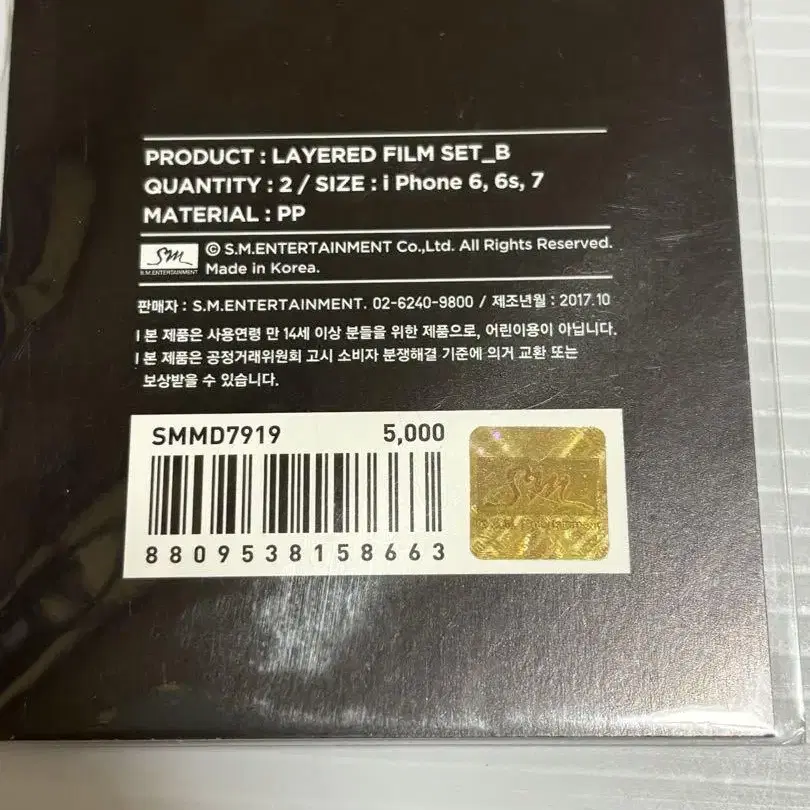 PRODUCT : LAYERED FILM SET_B
QUANTITY : 2 / SIZE : i Phone 6, 6s, 7
MATERIAL : PP
SM
S.M.ENTERTAINMENT
© S.M.ENTERTAINMENT Co.,Ltd. All Rights Reserved.
Made in Korea.
판매자 : S.M.ENTERTAINMENT. 02-6240-9800 / 제조년월 : 2017.10
I 본 제품은 사용연령 만 14세 이상 분들을 위한 제품으로, 어린이용이 아닙니다.
I 본 제품은 공정거래위원회 고시 소비자 분쟁해결 기준에 의거 교환 또는
보상받을 수 있습니다.
SMMD7919 5,000
8809538158663
SM